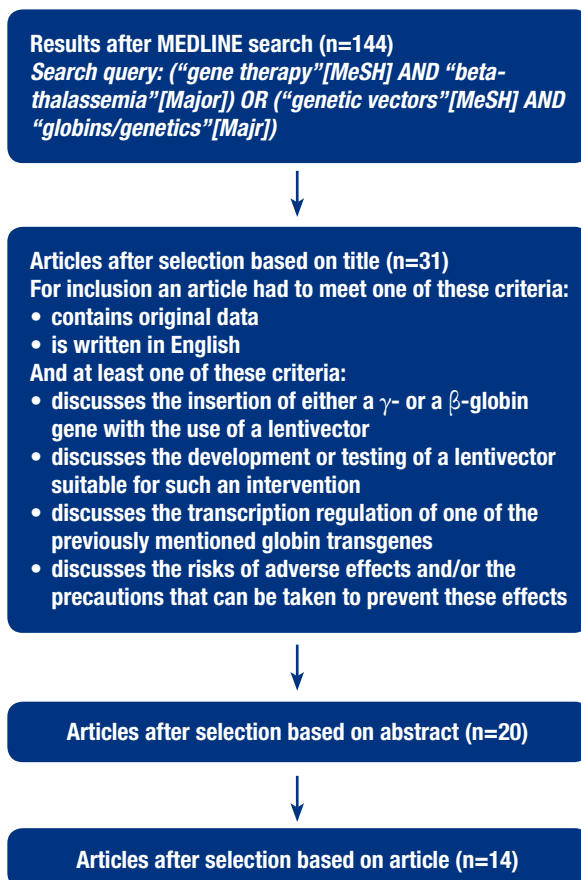 Results after MEDLINE search (n=144)
Search query: (“gene therapy”[MeSH] AND “beta-
thalassemia”[Major]) OR (“genetic vectors”[MeSH] AND
“globins/genetics”[Majr])
Articles after selection based on title (n=31)
For inclusion an article had to meet one of these criteria:
• contains original data
• is written in English
And at least one of these criteria:
• discusses the insertion of either a γ- or a β-globin
gene with the use of a lentivector
• discusses the development or testing of a lentivector
suitable for such an intervention
• discusses the transcription regulation of one of the
previously mentioned globin transgenes
• discusses the risks of adverse effects and/or the
precautions that can be taken to prevent these effects
Articles after selection based on abstract (n=20)
Articles after selection based on article (n=14)